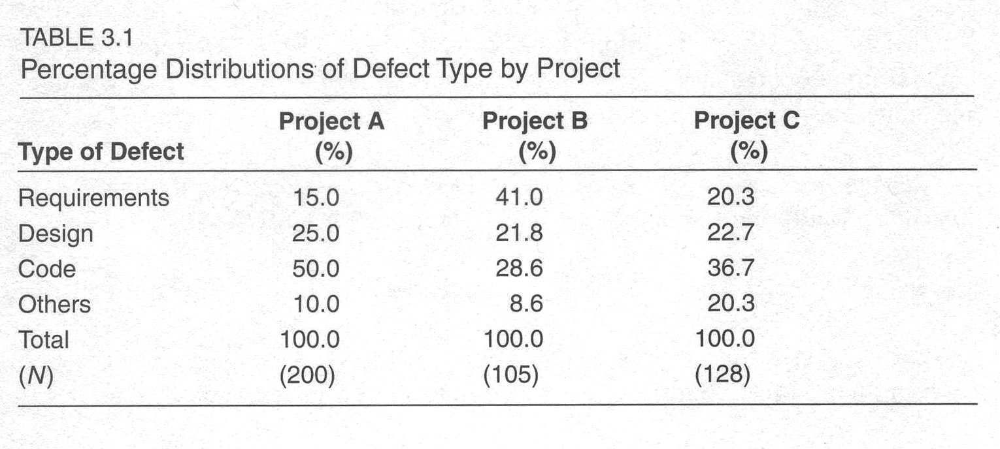 TABLE 3.1
Percentage Distributions of Defect Type by Project
Project A Project B Project C
Type of Defect (%) (%) (%)
Requirements 15.0 41.0 20.3
Design 25.0 21.8 22.7
Code 50.0 28.6 36.7
Others 10.0 8.6 20.3
Total 100.0 100.0 100.0
(N) (200) (105) (128)